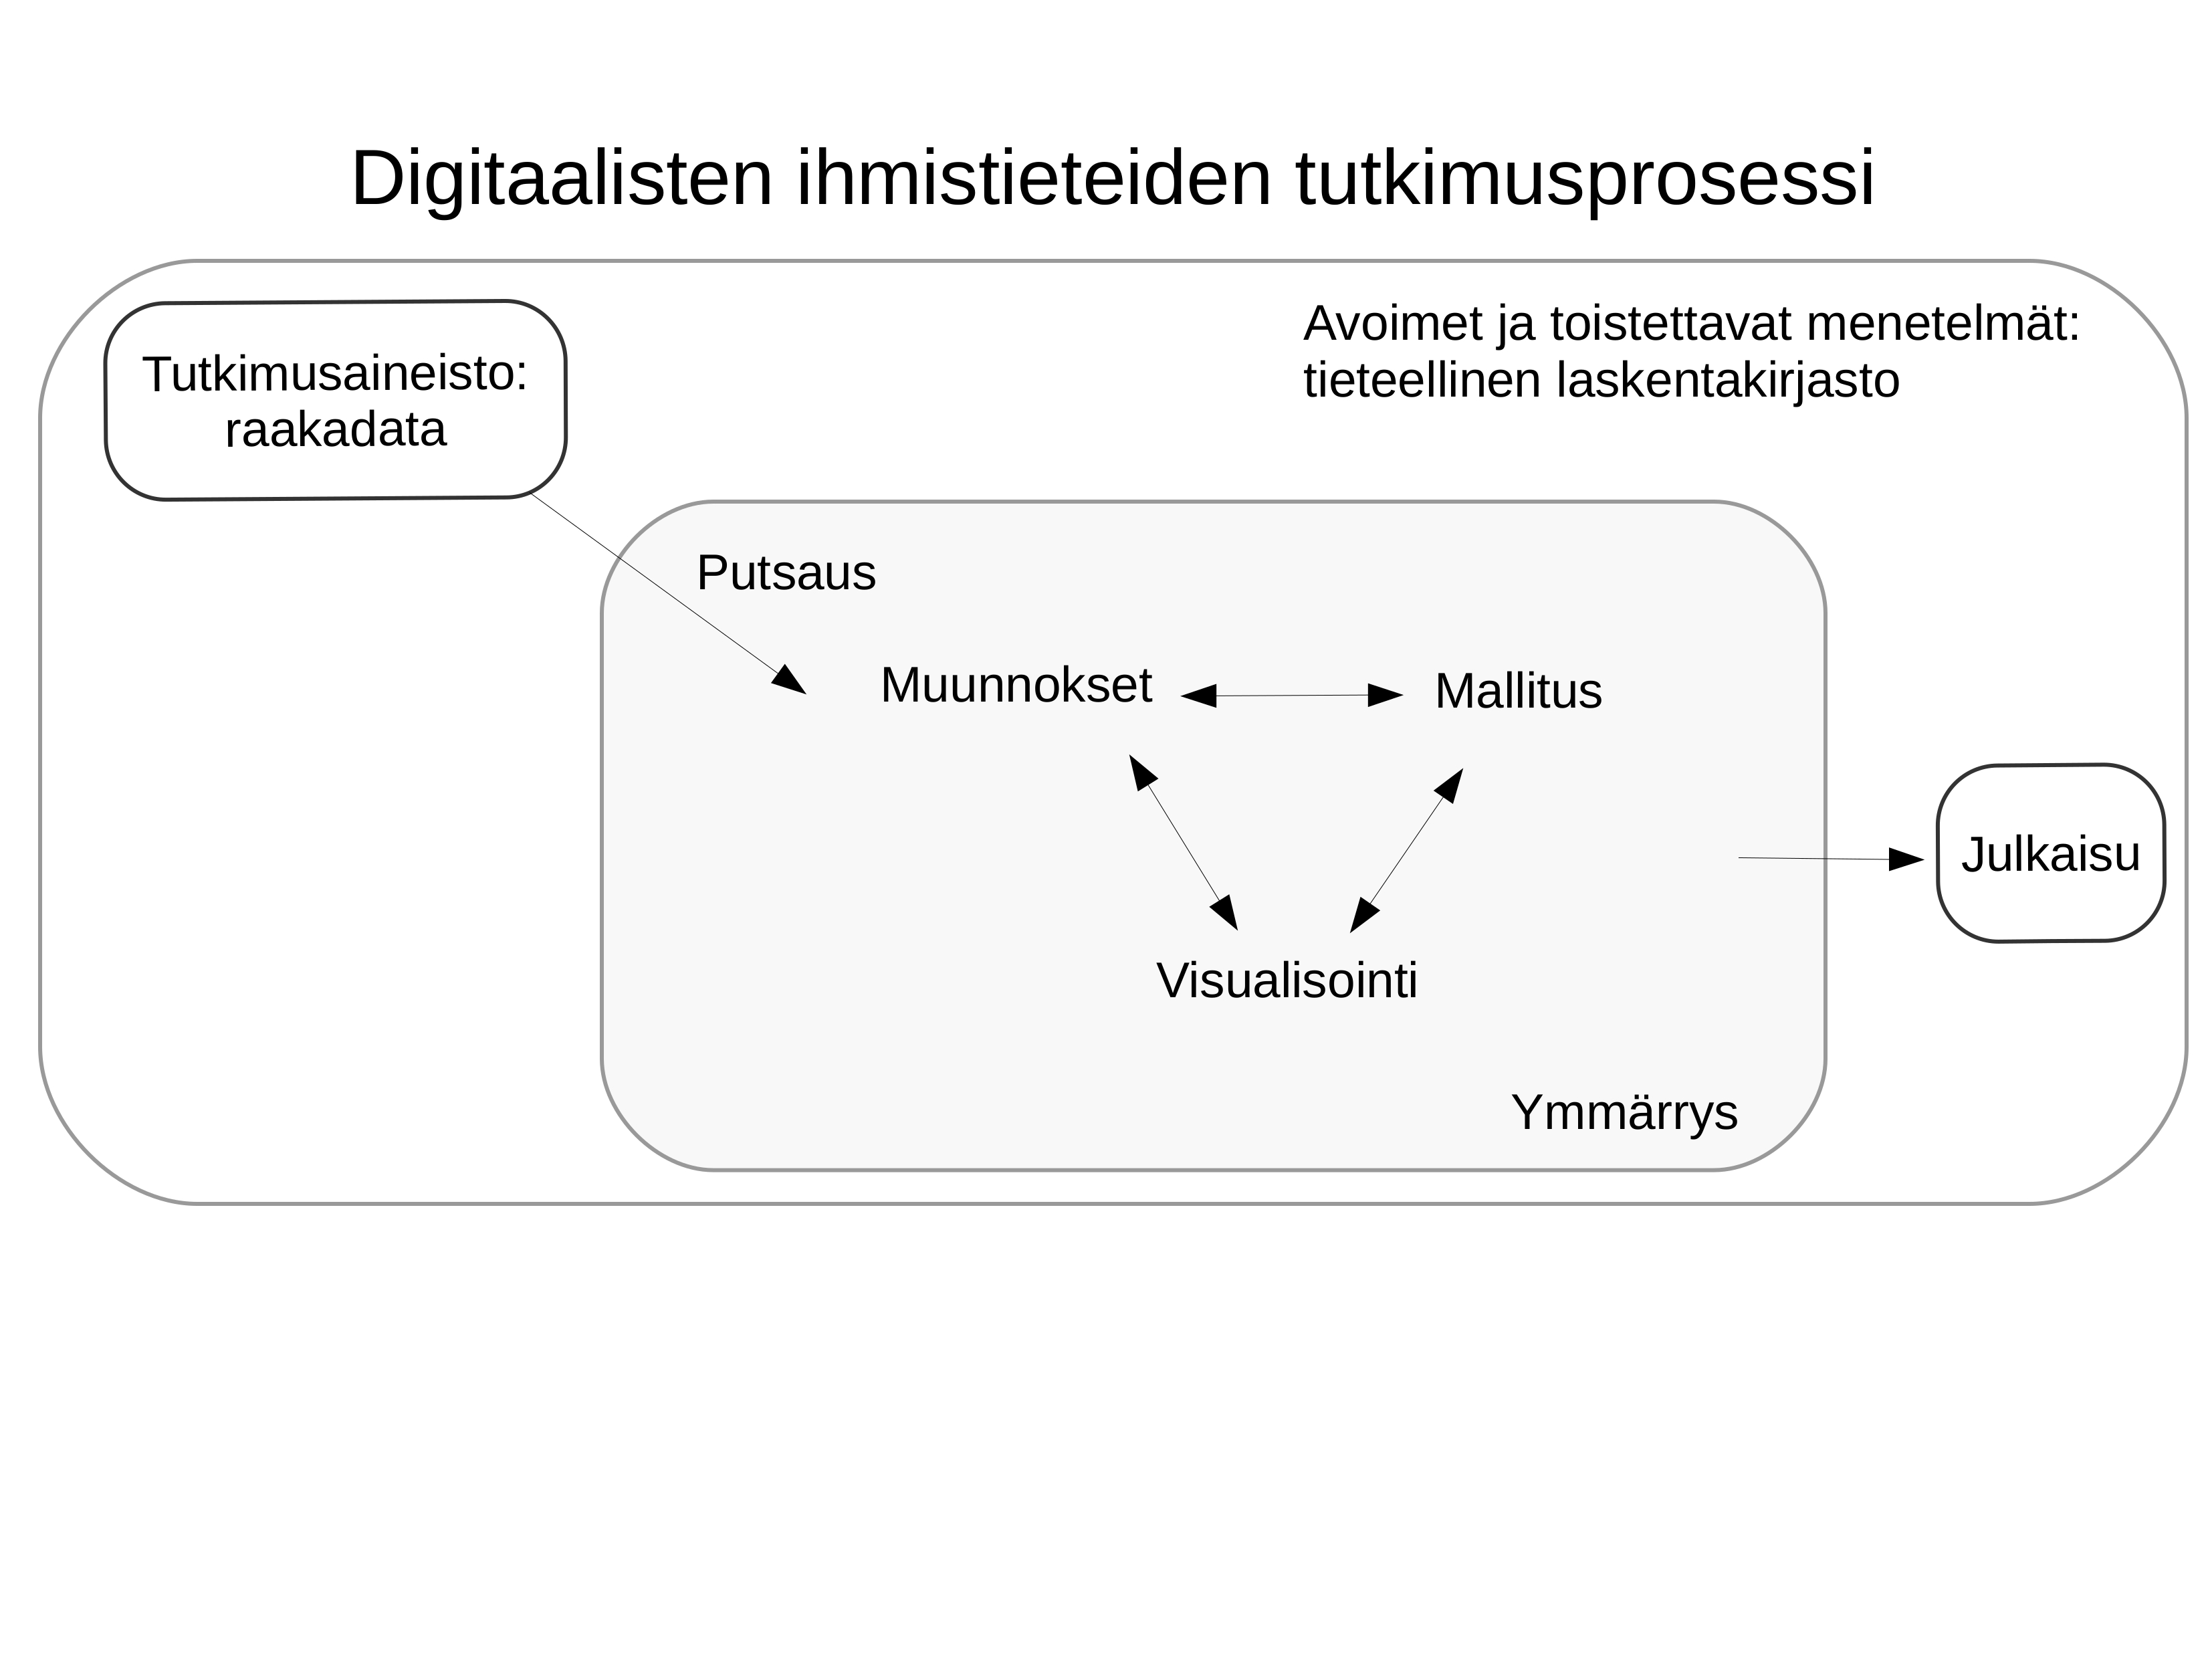 Digitaalisten ihmistieteiden tutkimusprosessi
Tutkimusaineisto:
raakadata
Avoimet ja toistettavat menetelmät:
tieteellinen laskentakirjasto
Putsaus
Muunnokset
Mallitus
Visualisointi
Ymmärrys
Julkaisu